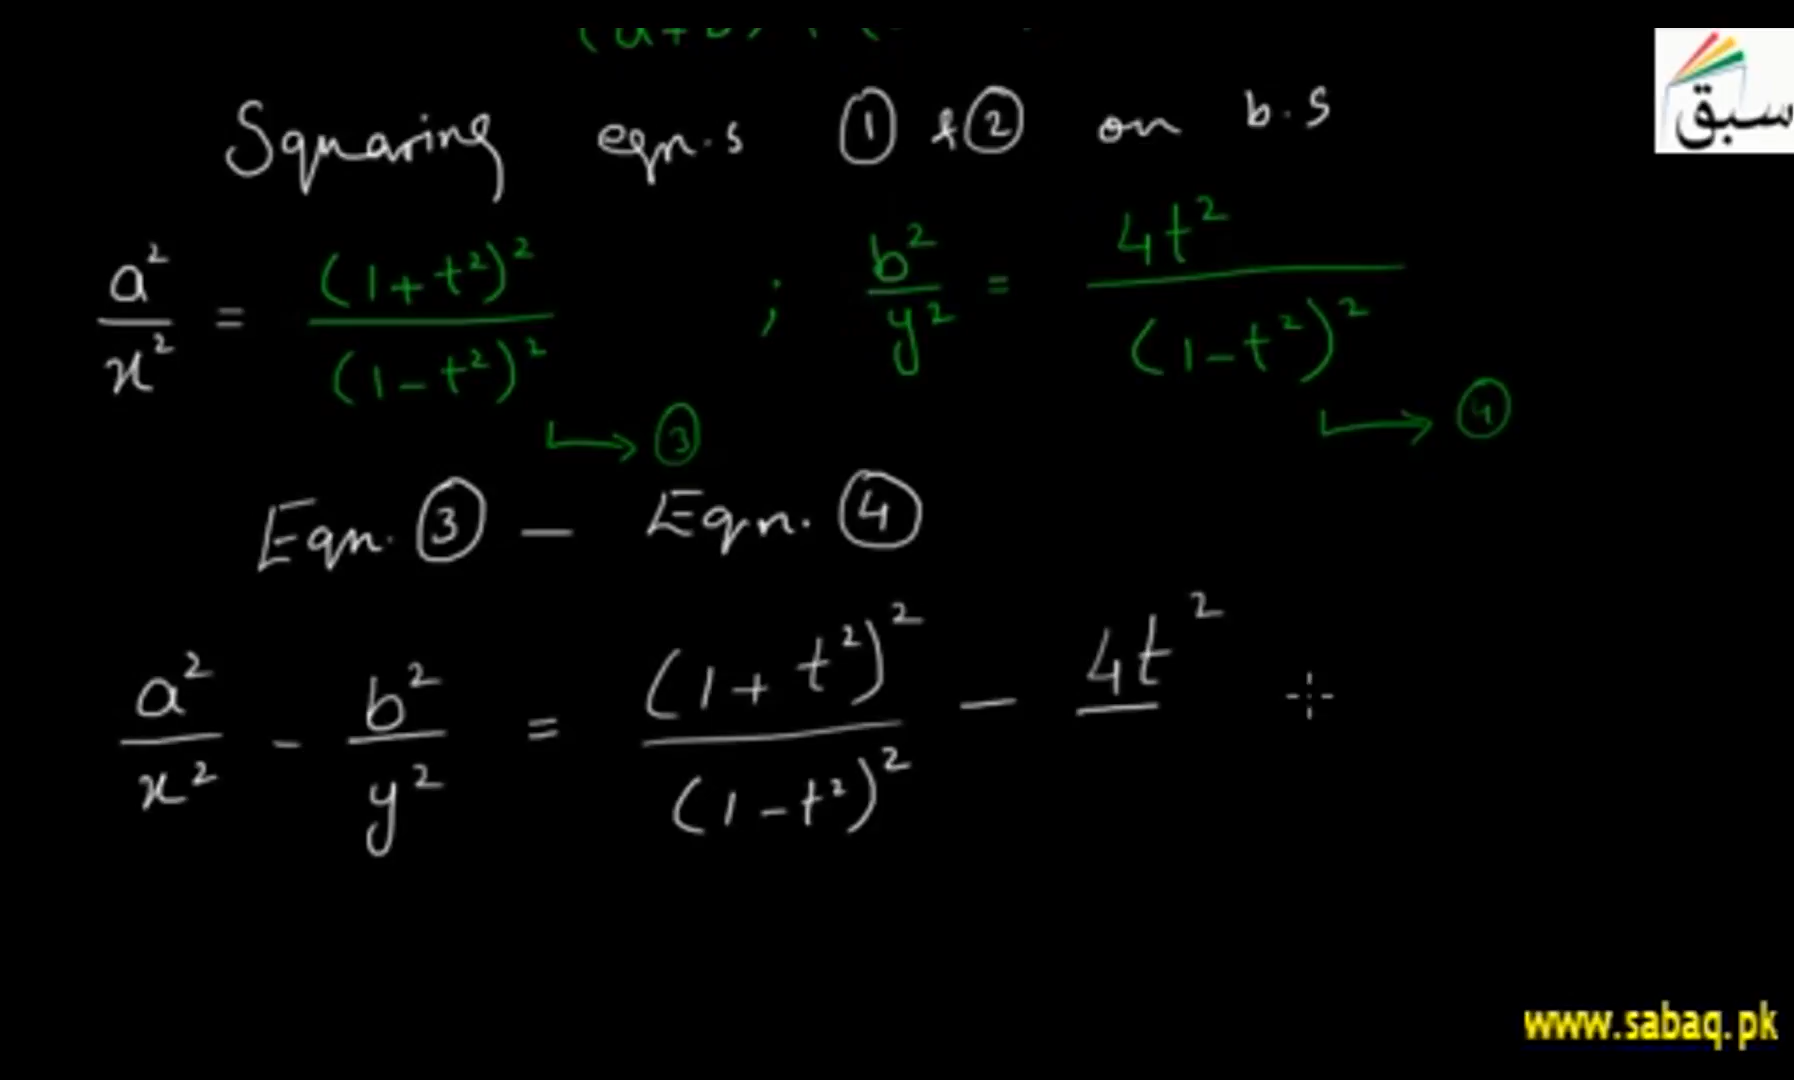 سبق
Squaring eqn.s ① & ② on b.s
a²/x² = (1+t²)²/(1-t²)² ; b²/y² = 4t²/(1-t²)²
↳ ③ ↳ ④
Eqn. ③ - Eqn. ④
a²/x² - b²/y² = (1+t²)²/(1-t²)² - 4t²
www.sabaq.pk